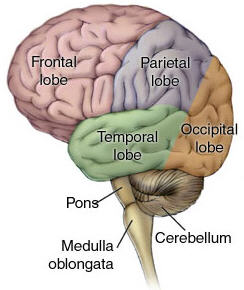 Frontal
lobe
Parietal
lobe
Temporal
lobe
Occipital
lobe
Pons
Medulla
oblongata
Cerebellum